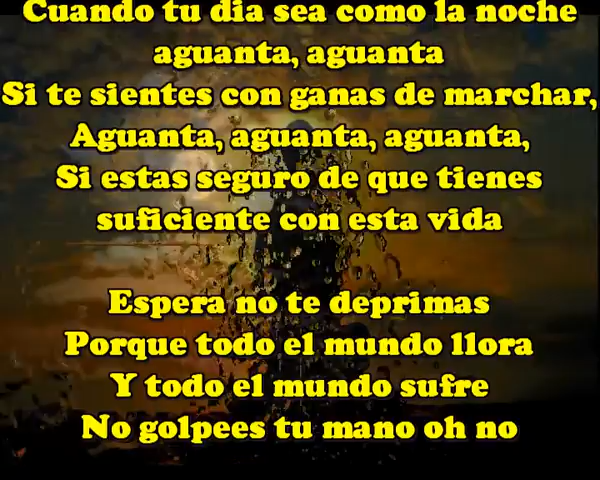 Cuando tu dia sea como la noche
aguanta, aguanta
Si te sientes con ganas de marchar,
Aguanta, aguanta, aguanta,
Si estas seguro de que tienes
suficiente con esta vida
Espera no te deprimas
Porque todo el mundo llora
Y todo el mundo sufre
No golpees tu mano oh no